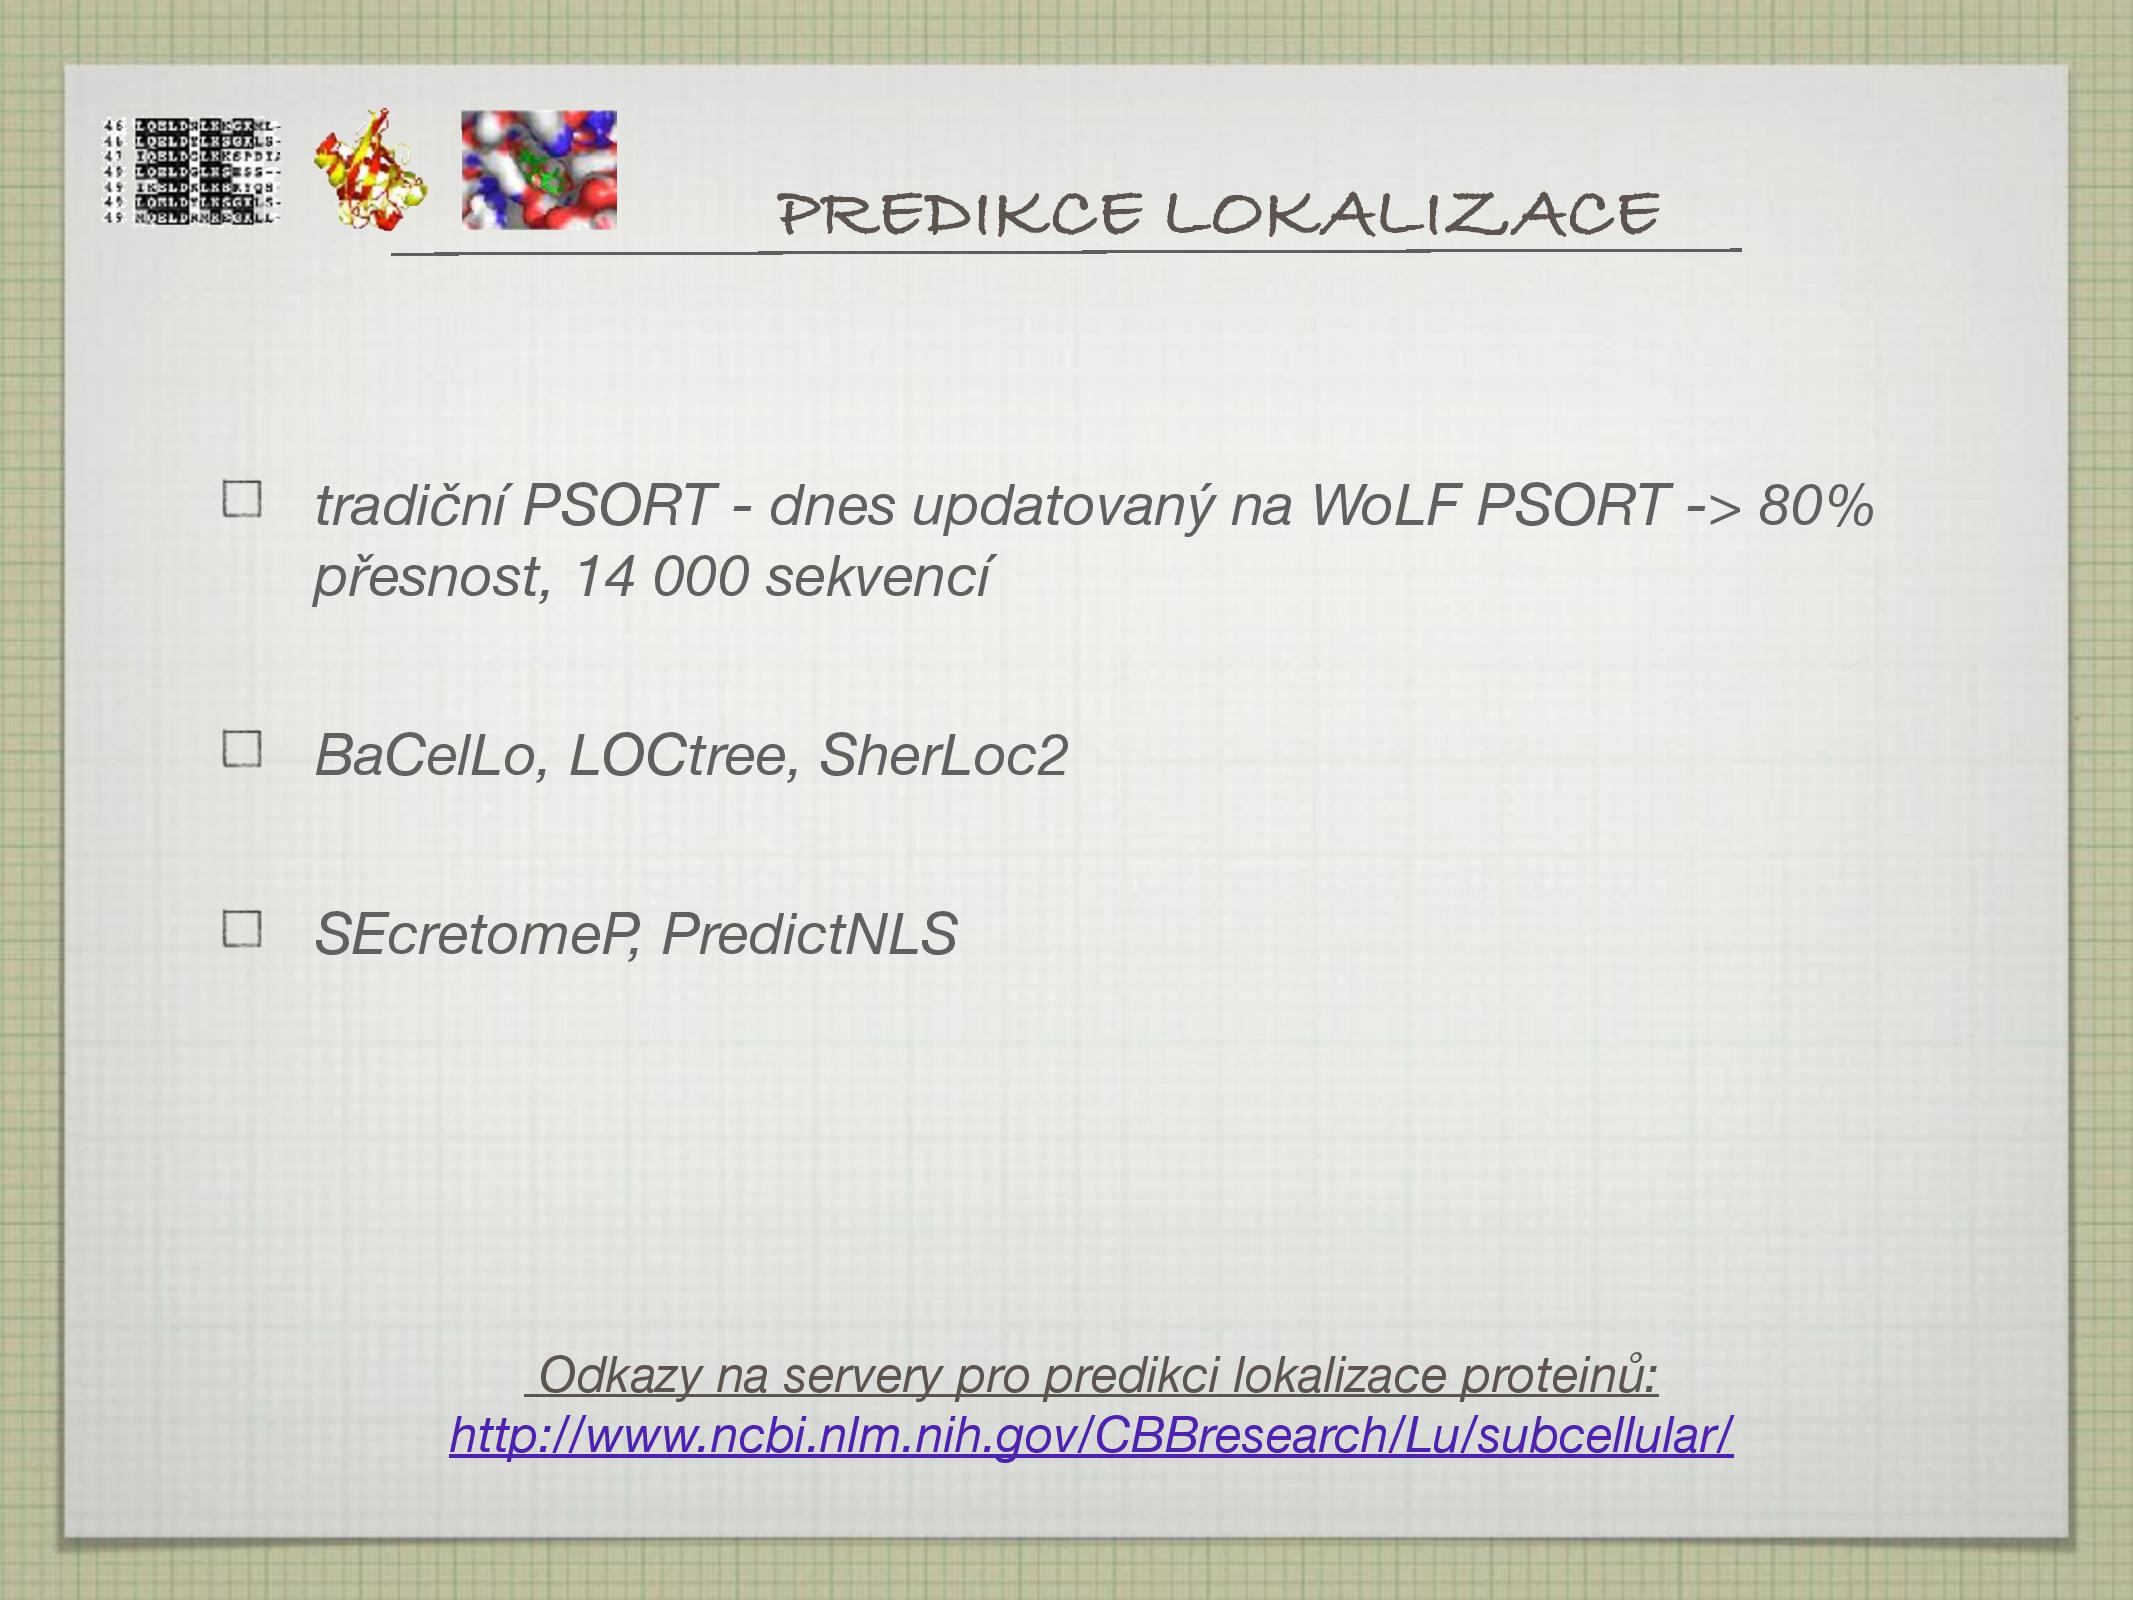 PREDIKCE LOKALIZACE
tradiční PSORT - dnes updatovaný na WoLF PSORT -> 80%
přesnost, 14 000 sekvencí
BaCelLo, LOCtree, SherLoc2
SEcretomeP, PredictNLS
Odkazy na servery pro predikci lokalizace proteinů:
http://www.ncbi.nlm.nih.gov/CBBresearch/Lu/subcellular/